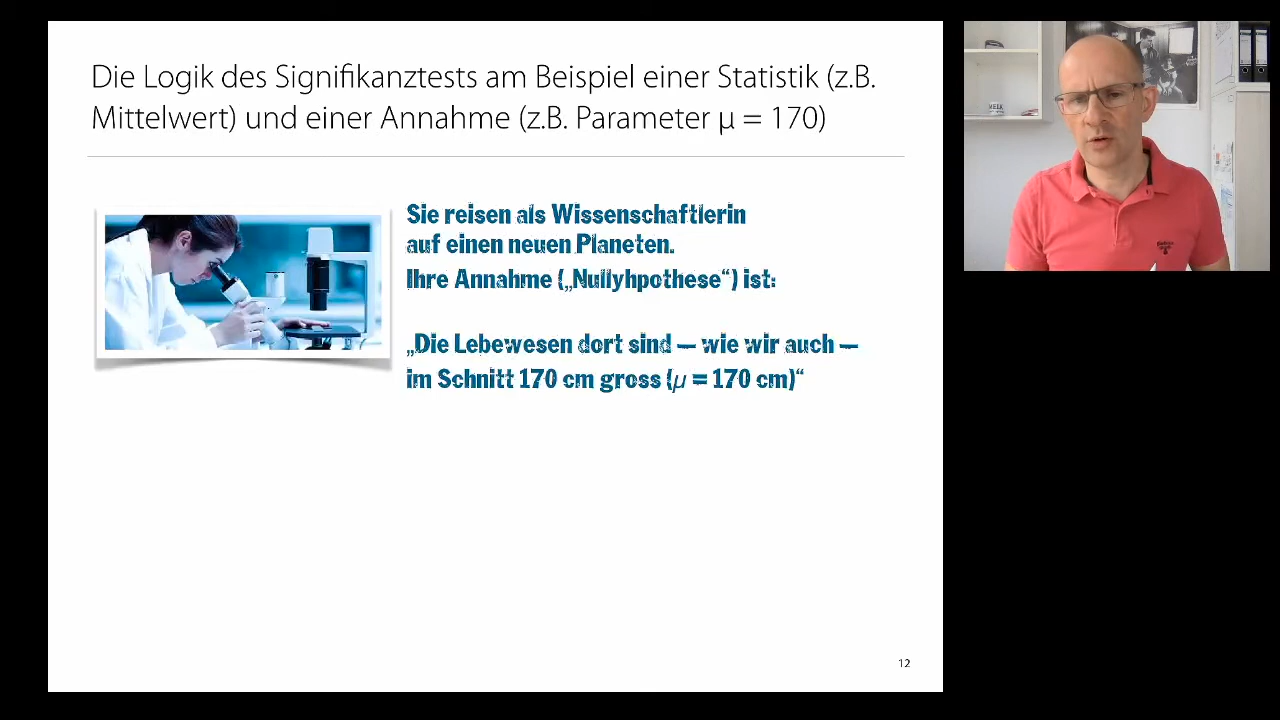 Die Logik des Signifikanztests am Beispiel einer Statistik (z.B.
Mittelwert) und einer Annahme (z.B. Parameter μ = 170)
Sie reisen als Wissenschaftlerin
auf einen neuen Planeten.
Ihre Annahme („Nullyhpothese“) ist:
„Die Lebewesen dort sind – wie wir auch –
im Schnitt 170 cm gross (μ = 170 cm)“
12